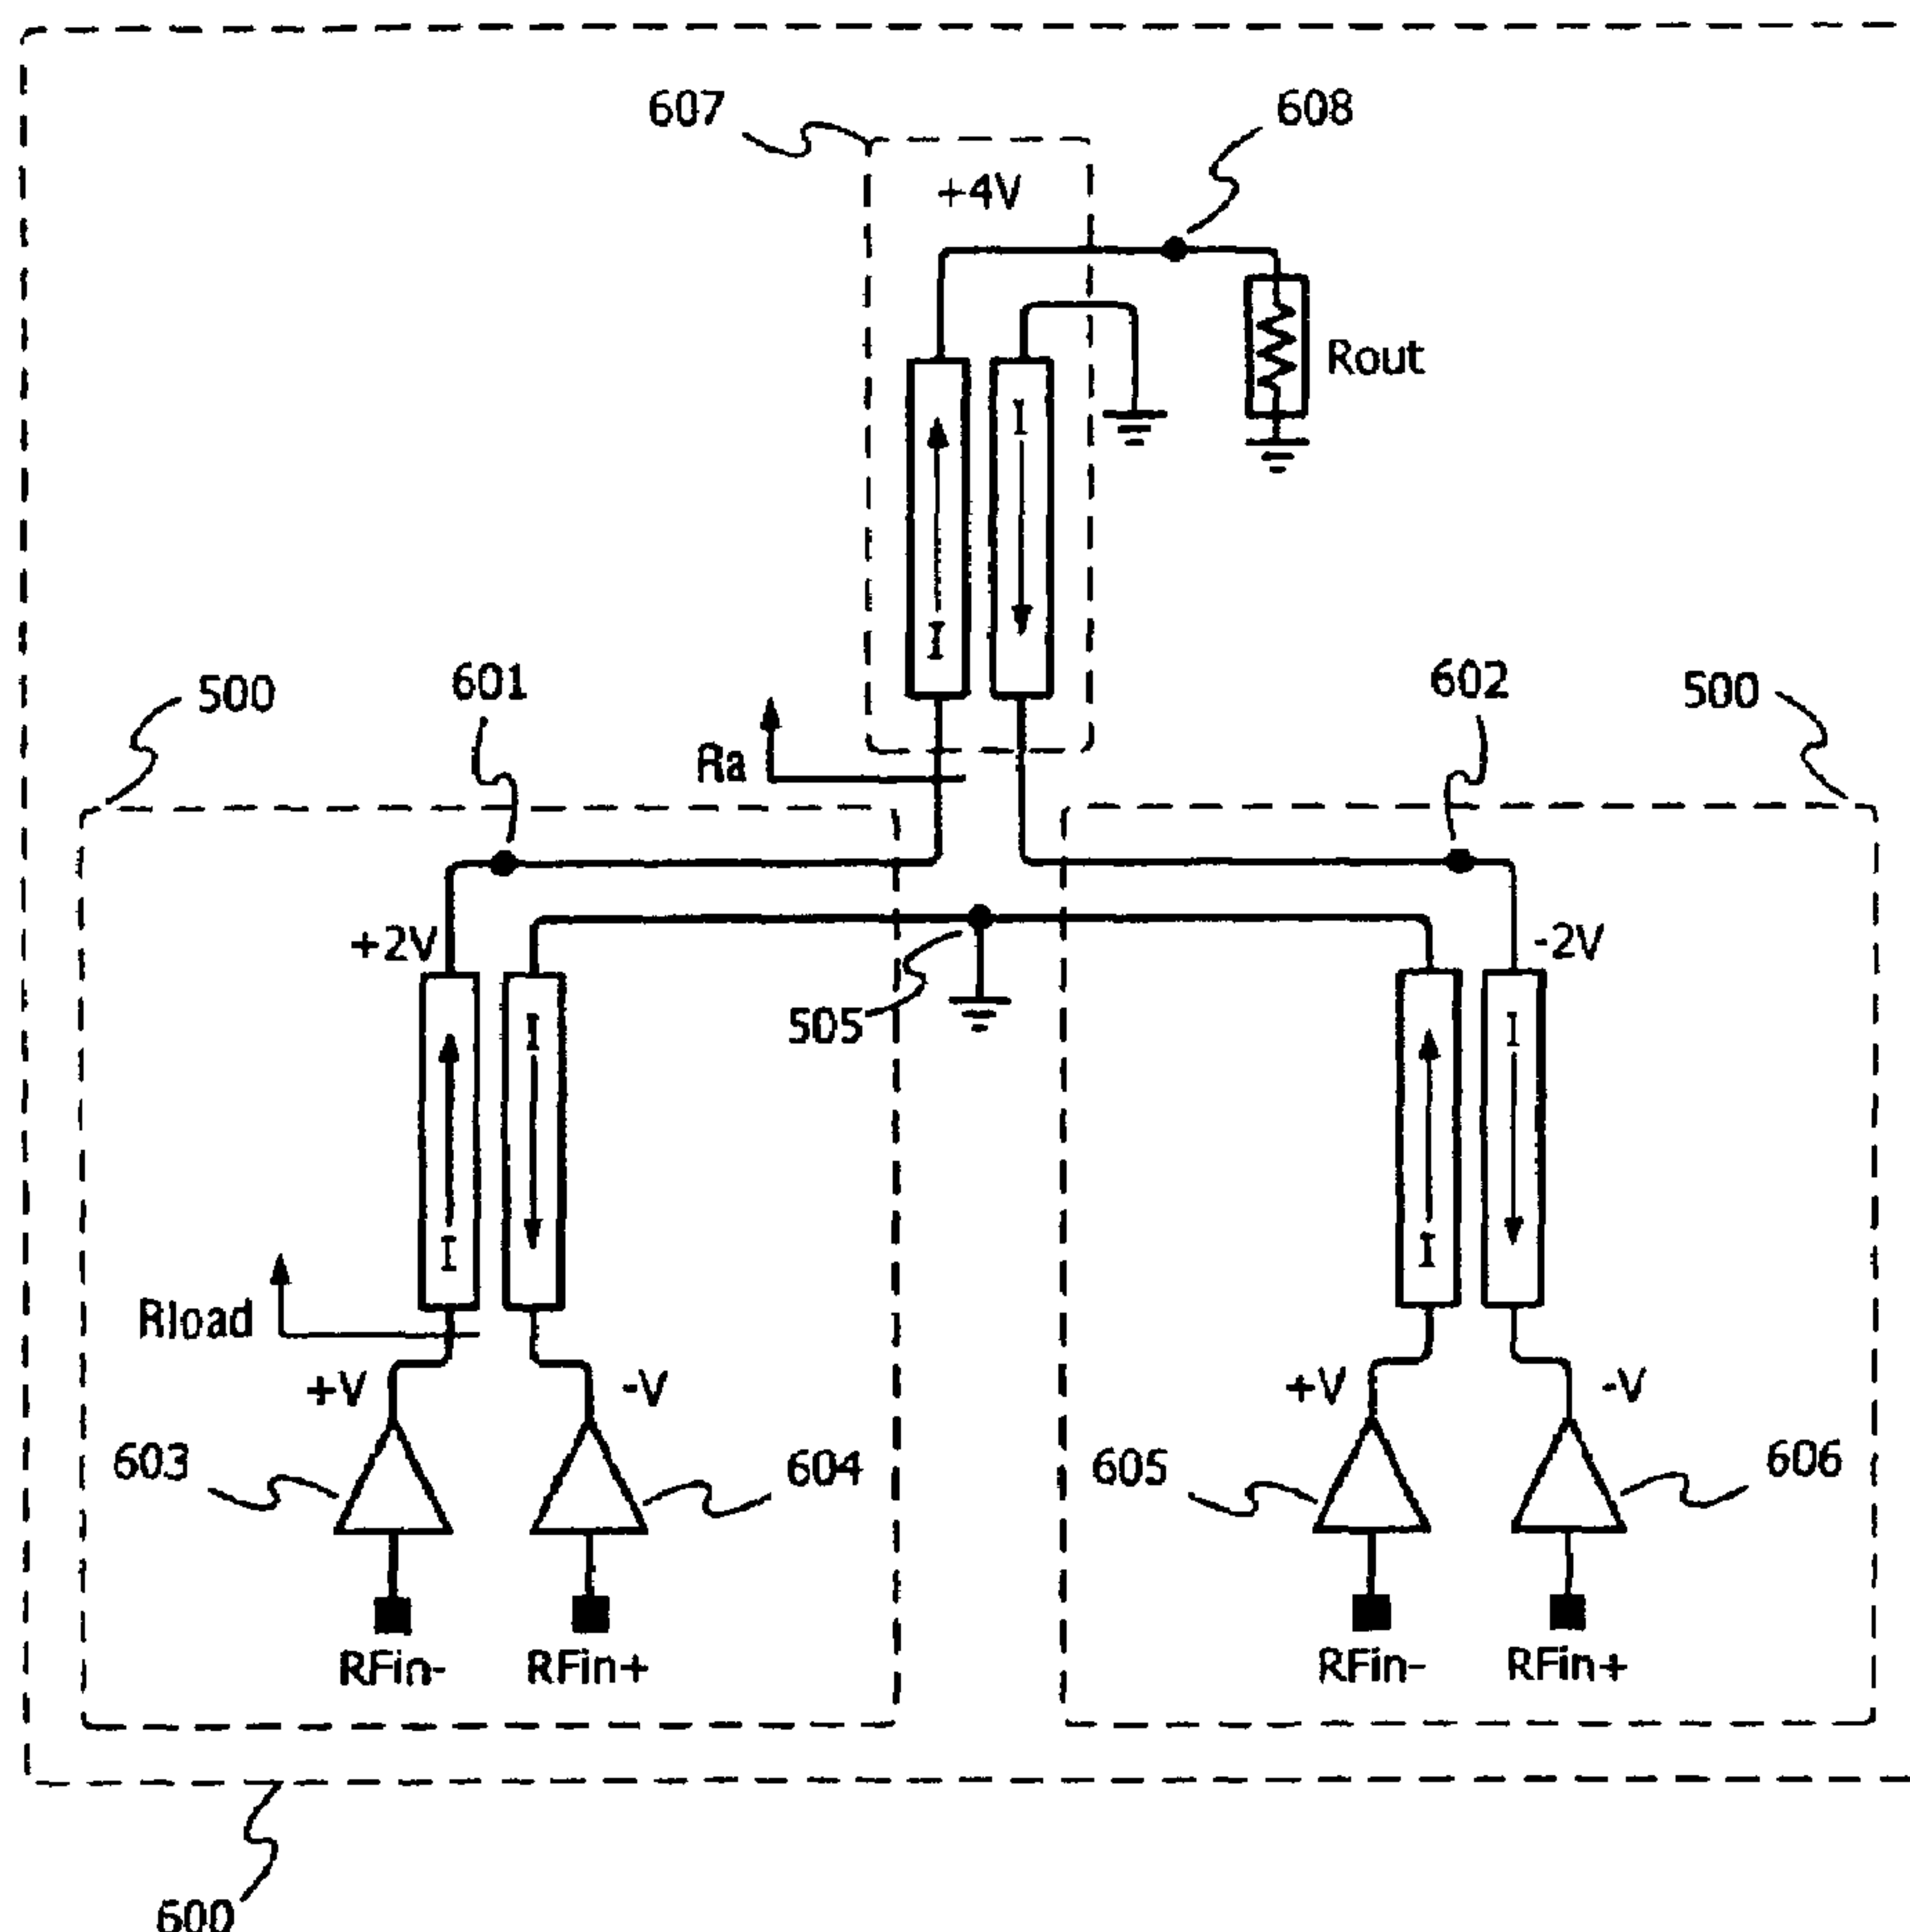 607
608
+4V
Rout
I
I
500
601
602
500
Ra
+2V
-2V
505
I
I
I
I
Rload
+V
-V
+V
-V
603
604
605
606
RFin-
RFin+
RFin-
RFin+
600